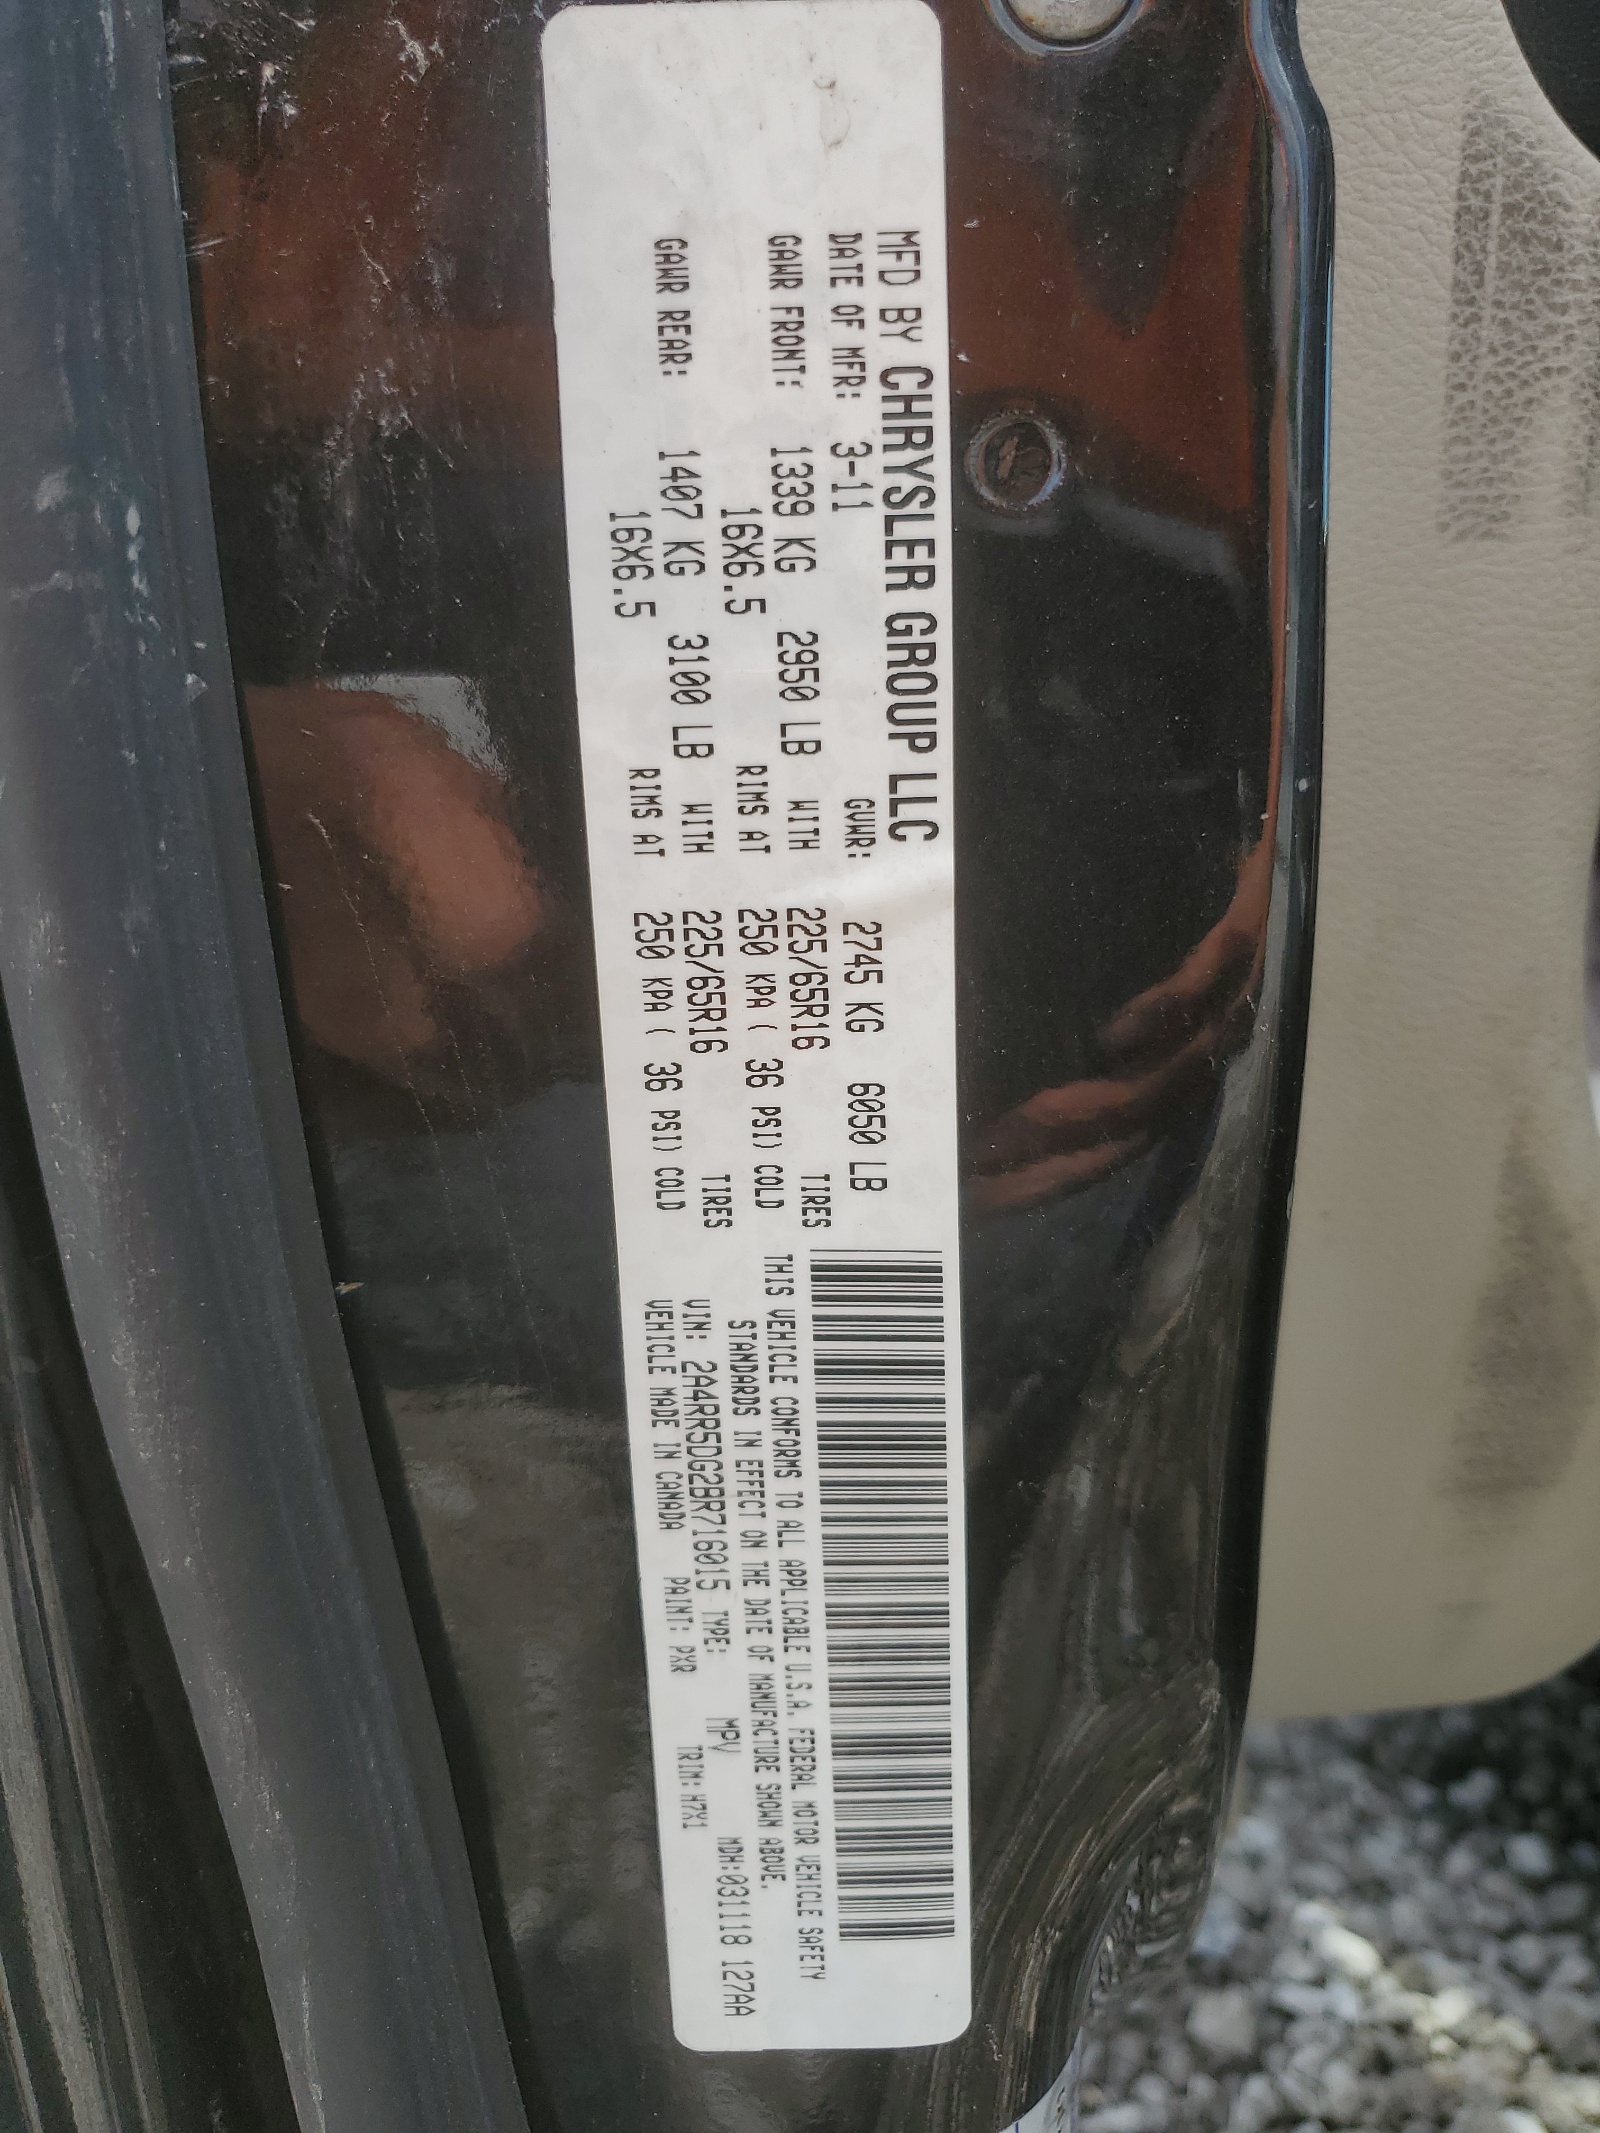 MFD BY CHRYSLER GROUP LLC
DATE OF MFR: 3-11 GVWR: 2745 KG 6050 LB
GAWR FRONT: 1339 KG 2950 LB WITH 225/65R16 TIRES
16X6.5 RIMS AT 250 KPA ( 36 PSI) COLD
GAWR REAR: 1407 KG 3100 LB WITH 225/65R16 TIRES
16X6.5 RIMS AT 250 KPA ( 36 PSI) COLD
THIS VEHICLE CONFORMS TO ALL APPLICABLE U.S.A. FEDERAL MOTOR VEHICLE SAFETY
STANDARDS IN EFFECT ON THE DATE OF MANUFACTURE SHOWN ABOVE.
VIN: 2A4RR5DG2BR716015 TYPE: MPV MDH:031118 127AA
VEHICLE MADE IN CANADA PAINT: PXR TRIM: H7X1